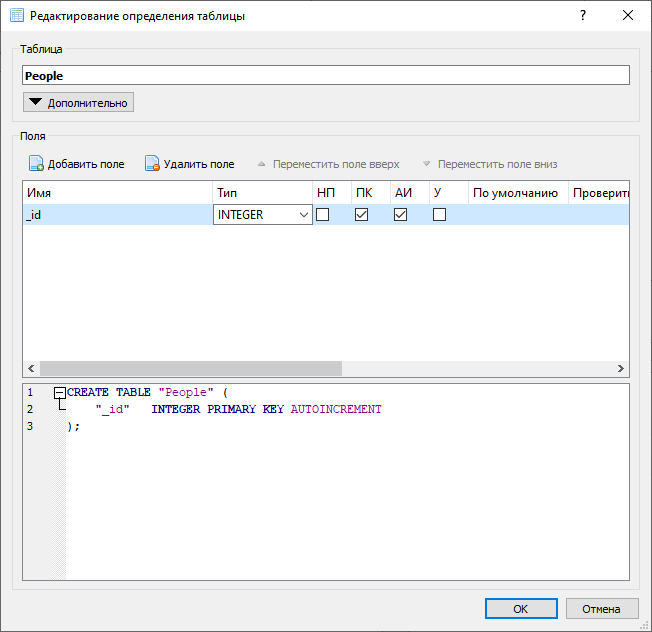 Редактирование определения таблицы
?
Таблица
People
Дополнительно
Поля
Добавить поле Удалить поле Переместить поле вверх Переместить поле вниз
Имя Тип НП ПК АИ У По умолчанию Проверить
_id INTEGER
1 CREATE TABLE "People" (
2 "_id" INTEGER PRIMARY KEY AUTOINCREMENT
3 );
OK Отмена